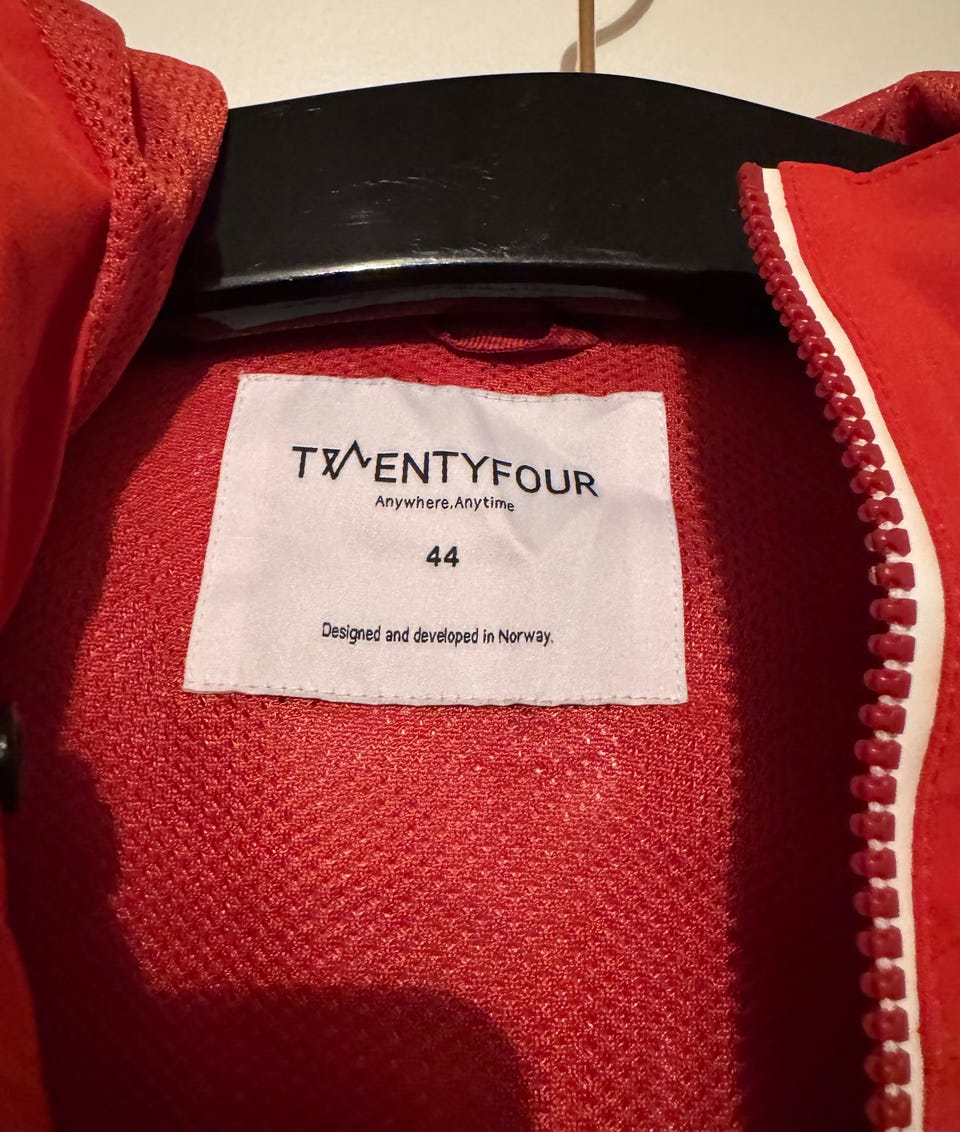 TWENTYFOUR
Anywhere,Anytime
44
Designed and developed in Norway.